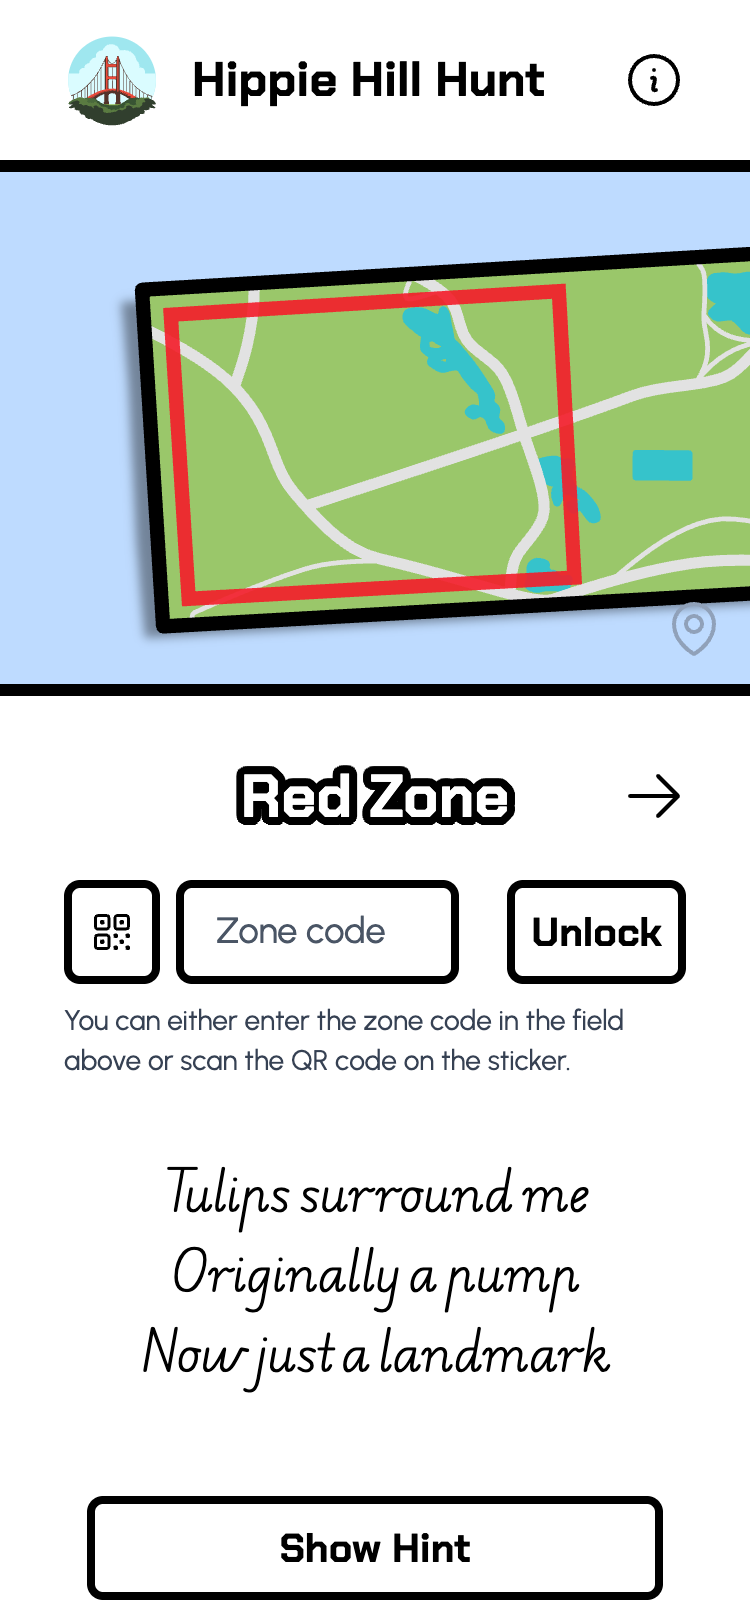 Hippie Hill Hunt
Red Zone
Zone code
Unlock
You can either enter the zone code in the field
above or scan the QR code on the sticker.
Tulips surround me
Originally a pump
Now just a landmark
Show Hint